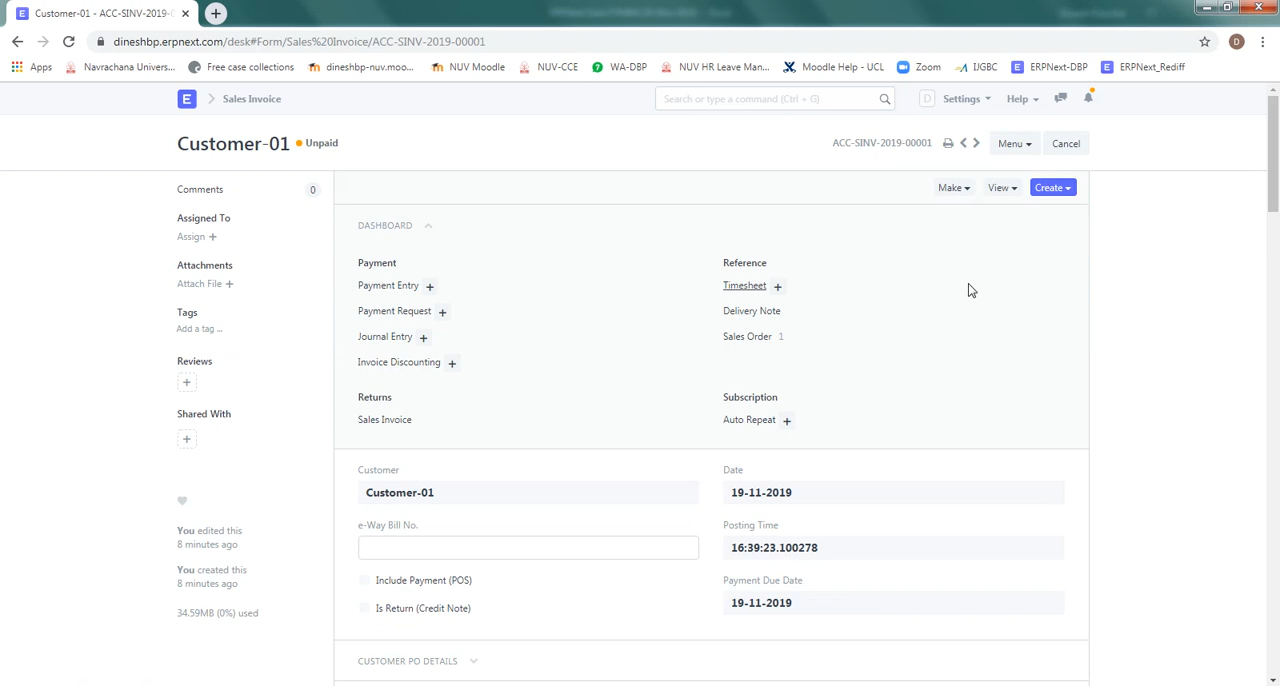 Customer-01 - ACC-SINV-2019-0
dineshbp.erpnext.com/desk#Form/Sales%20Invoice/ACC-SINV-2019-00001
D
Apps
Navrachana Univers...
Free case collections
dineshbp-nuv.moo...
NUV Moodle
NUV-CCE
WA-DBP
NUV HR Leave Man...
Moodle Help - UCL
Zoom
IJGBC
ERPNext-DBP
ERPNext_Rediff
E
Sales Invoice
Search or type a command (Ctrl + G)
D
Settings
Help
Customer-01
Unpaid
ACC-SINV-2019-00001
Menu
Cancel
Comments 0
Make
View
Create
Assigned To
Assign +
DASHBOARD
Attachments
Attach File +
Payment
Payment Entry +
Payment Request +
Journal Entry +
Invoice Discounting +
Reference
Timesheet +
Delivery Note
Sales Order 1
Tags
Add a tag ...
Reviews
+
Returns
Sales Invoice
Subscription
Auto Repeat +
Shared With
+
Customer
Customer-01
Date
19-11-2019
e-Way Bill No.
Posting Time
16:39:23.100278
Include Payment (POS)
Is Return (Credit Note)
Payment Due Date
19-11-2019
You edited this
8 minutes ago
You created this
8 minutes ago
34.59MB (0%) used
CUSTOMER PO DETAILS